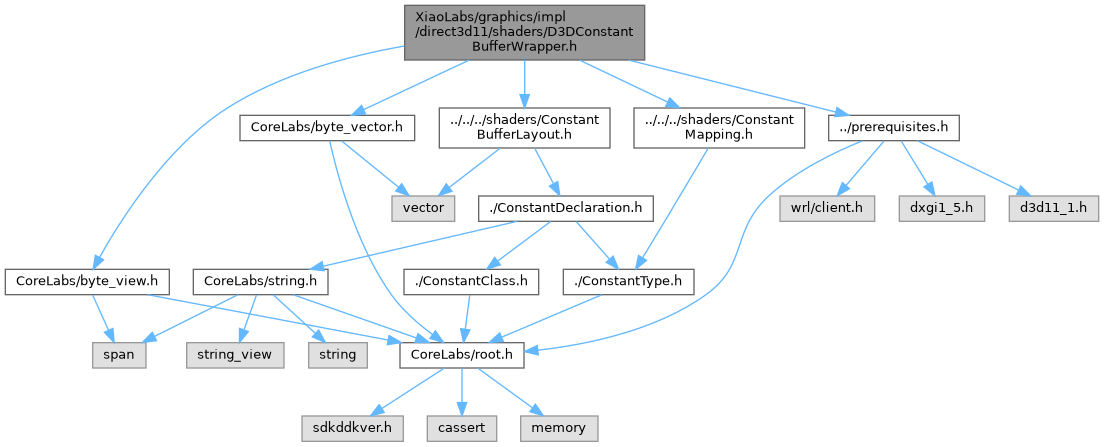 XiaoLabs/graphics/impl
/direct3d11/shaders/D3DConstant
BufferWrapper.h
CoreLabs/byte_vector.h
../../../shaders/Constant
BufferLayout.h
../../../shaders/Constant
Mapping.h
../prerequisites.h
vector
wrl/client.h
dxgi1_5.h
d3d11_1.h
./ConstantDeclaration.h
CoreLabs/byte_view.h
CoreLabs/string.h
./ConstantClass.h
./ConstantType.h
span
string_view
string
CoreLabs/root.h
sdkddkver.h
cassert
memory